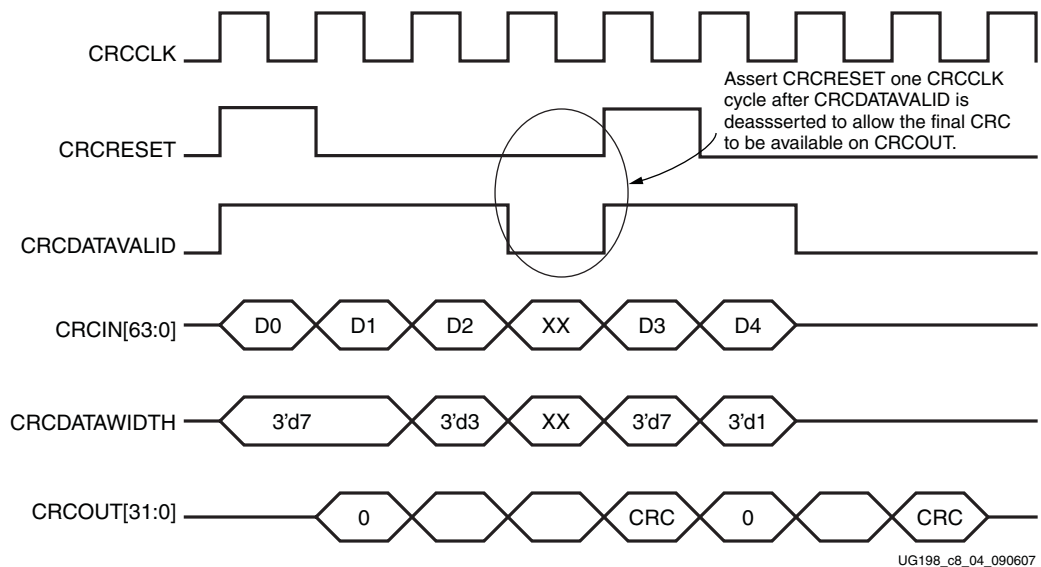 CRCCLK
Assert CRCRESET one CRCCLK
cycle after CRCDATAVALID is
deassserted to allow the final CRC
to be available on CRCOUT.
CRCRESET
CRCDATAVALID
CRCIN[63:0] D0 D1 D2 XX D3 D4
CRCDATAWIDTH 3'd7 3'd3 XX 3'd7 3'd1
CRCOUT[31:0] 0 CRC 0 CRC
UG198_c8_04_090607